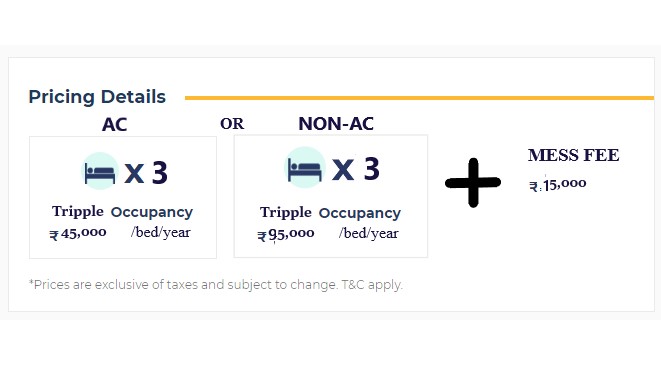 Pricing Details
AC OR NON-AC
X 3
Tripple Occupancy
₹ 45,000 /bed/year
X 3
Tripple Occupancy
₹ 95,000 /bed/year
MESS FEE
₹.15,000
*Prices are exclusive of taxes and subject to change. T&C apply.